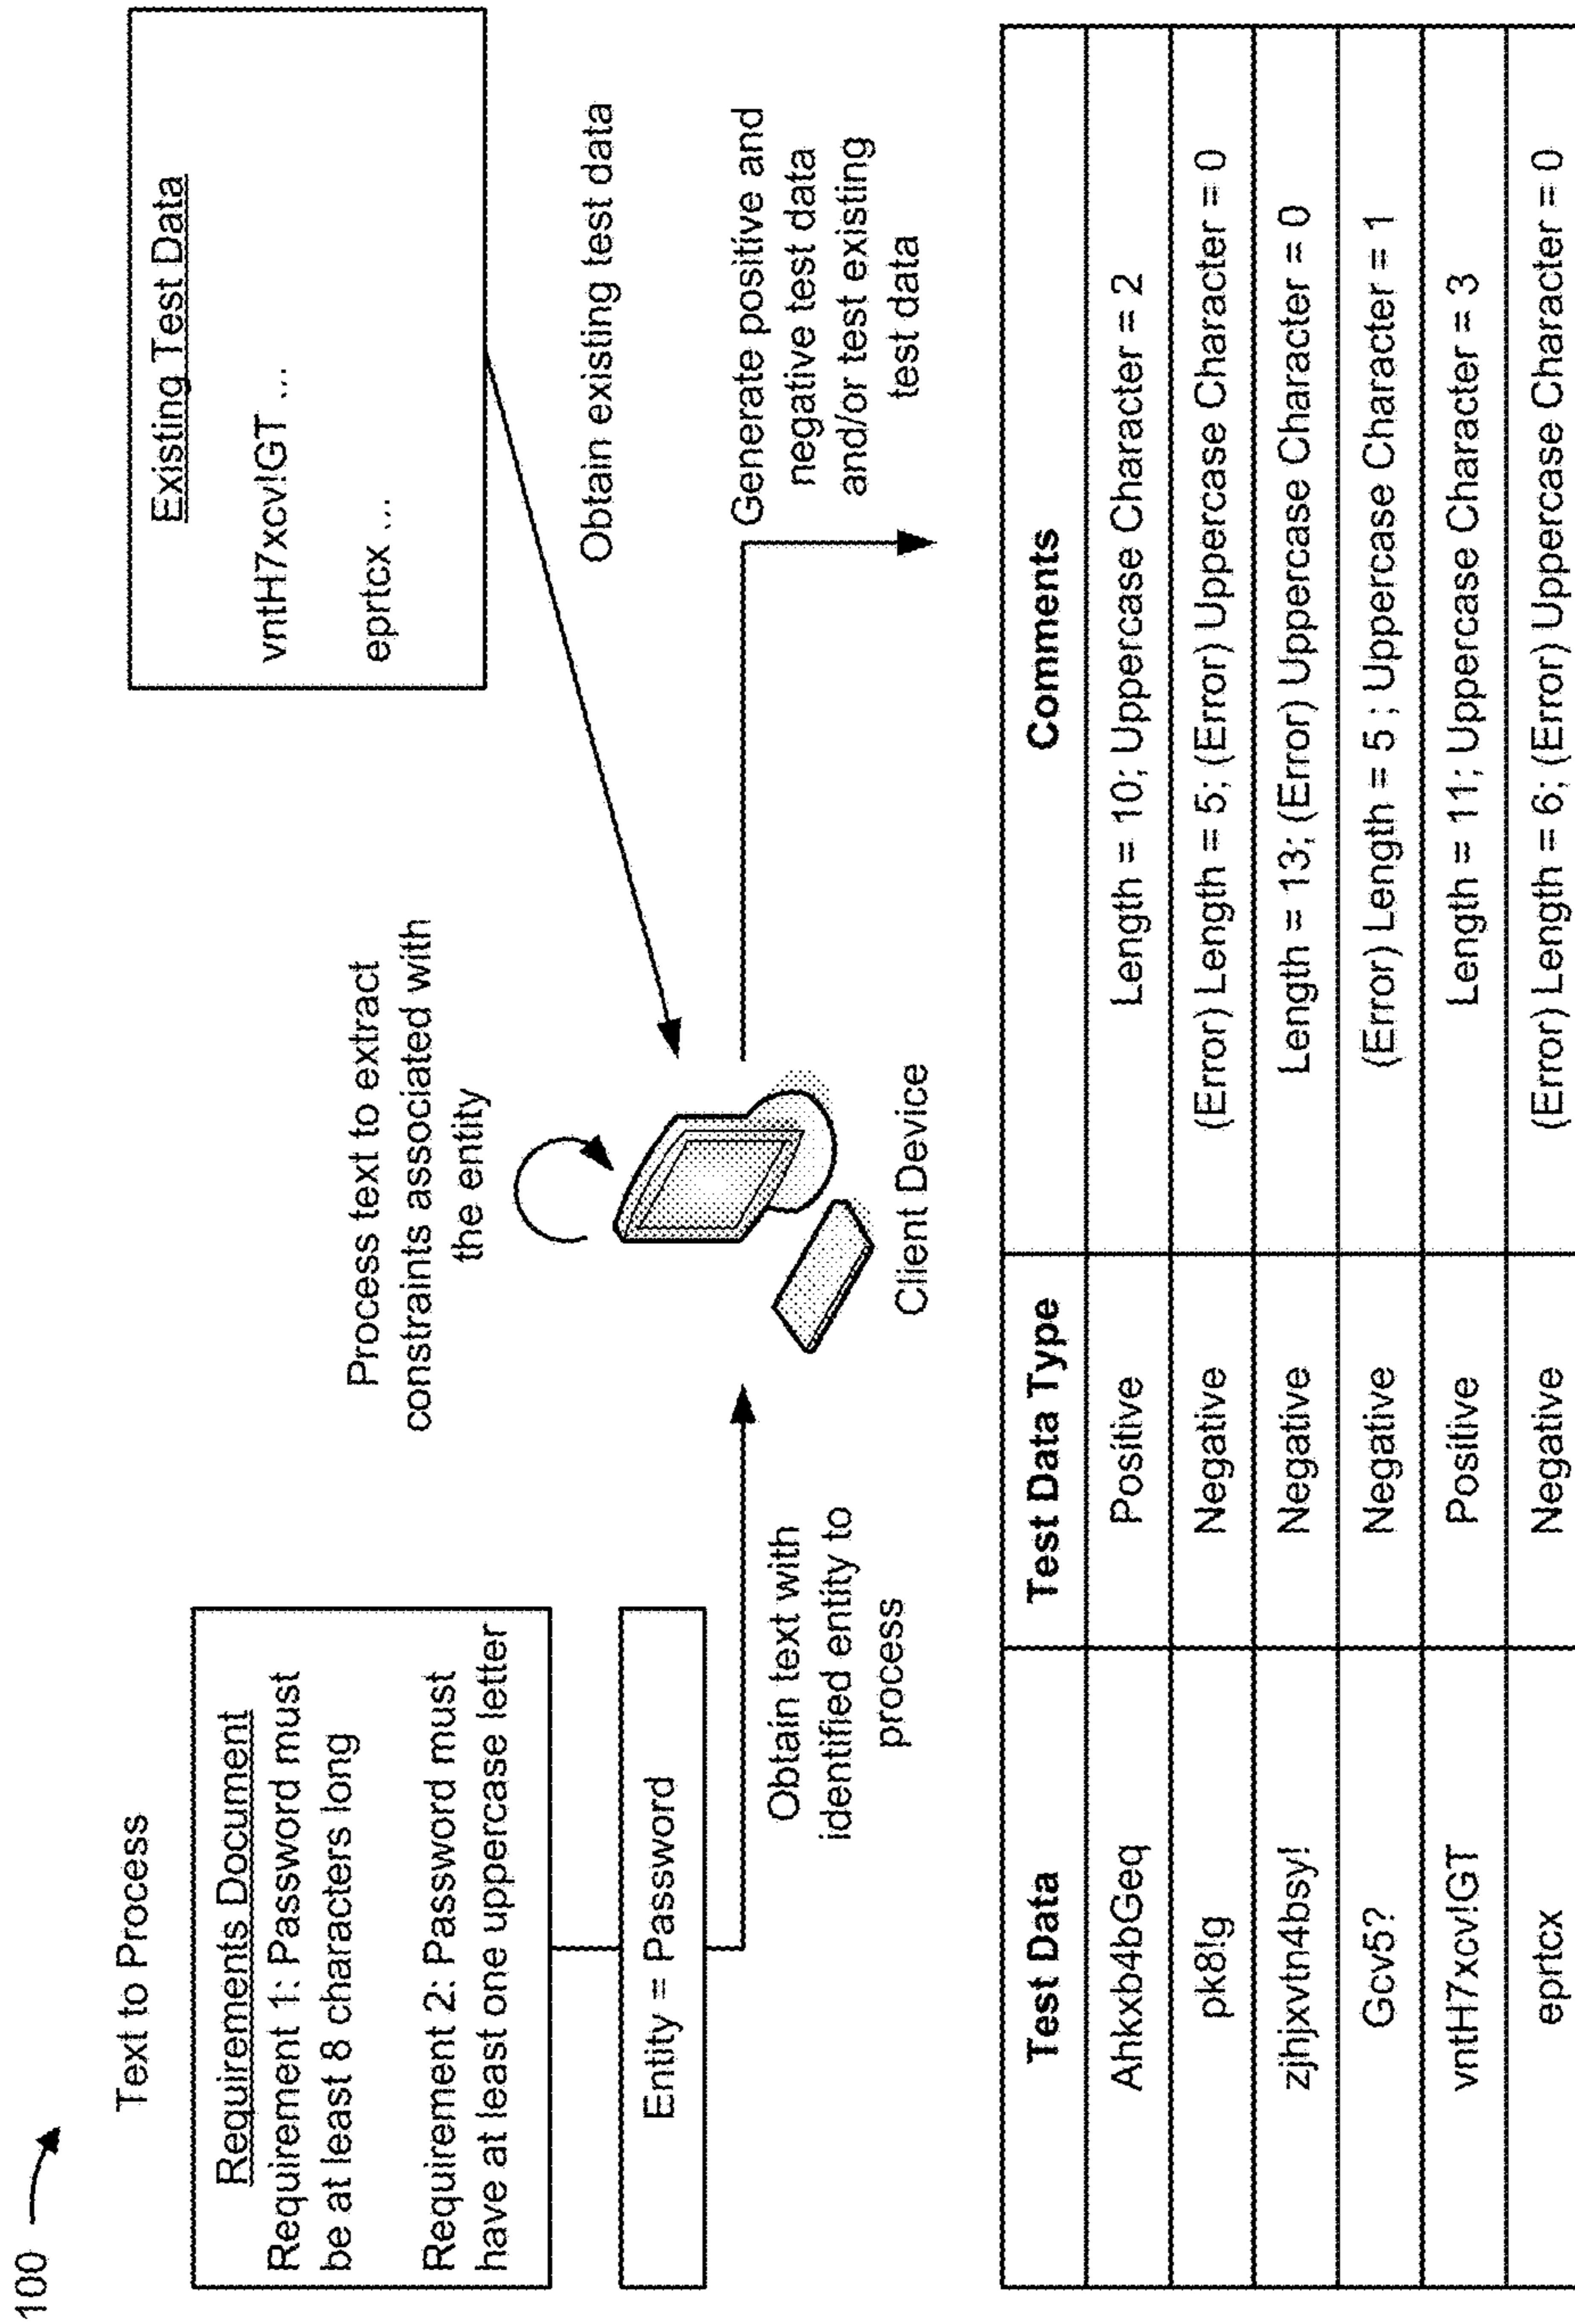 100
Text to Process
Requirements Document
Requirement 1: Password must
be at least 8 characters long
Requirement 2: Password must
have at least one uppercase letter
Entity = Password
Obtain text with
identified entity to
process
Process text to extract
constraints associated with
the entity
Client Device
Existing Test Data
vntH7xcv!GT ...
eprtcx ...
Obtain existing test data
Generate positive and
negative test data
and/or test existing
test data
Test Data Test Data Type Comments
Ahkxb4bGeq Positive Length = 10; Uppercase Character = 2
pk8!g Negative (Error) Length = 5; (Error) Uppercase Character = 0
zjhjxvtn4bsy! Negative Length = 13; (Error) Uppercase Character = 0
Gcv5? Negative (Error) Length = 5 ; Uppercase Character = 1
vntH7xcv!GT Positive Length = 11; Uppercase Character = 3
eprtcx Negative (Error) Length = 6; (Error) Uppercase Character = 0